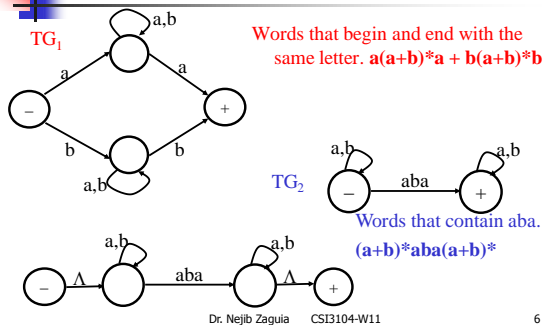 a,b
TG₁
Words that begin and end with the
same letter. a(a+b)*a + b(a+b)*b
a
a
−
+
b
b
a,b
a,b
a,b
TG₂
−
aba
+
Words that contain aba.
(a+b)*aba(a+b)*
a,b
a,b
−
Λ
aba
Λ
+
Dr. Nejib Zaguia CSI3104-W11 6